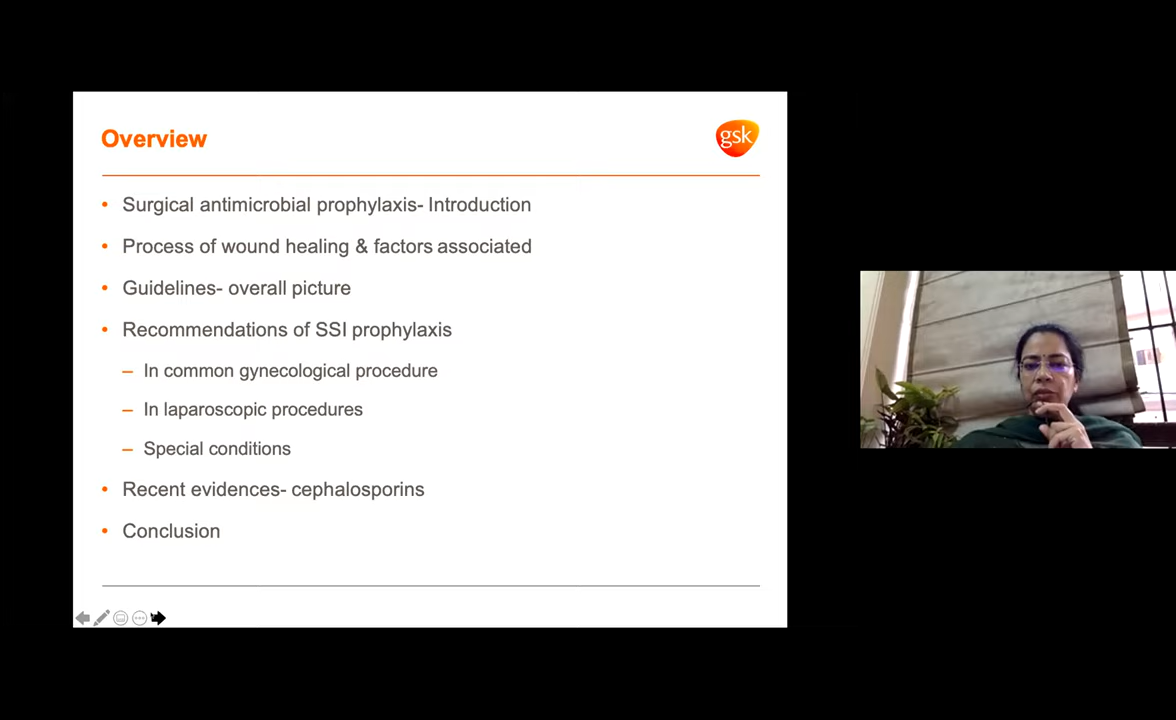 Overview
gsk
• Surgical antimicrobial prophylaxis- Introduction
• Process of wound healing & factors associated
• Guidelines- overall picture
• Recommendations of SSI prophylaxis
– In common gynecological procedure
– In laparoscopic procedures
– Special conditions
• Recent evidences- cephalosporins
• Conclusion